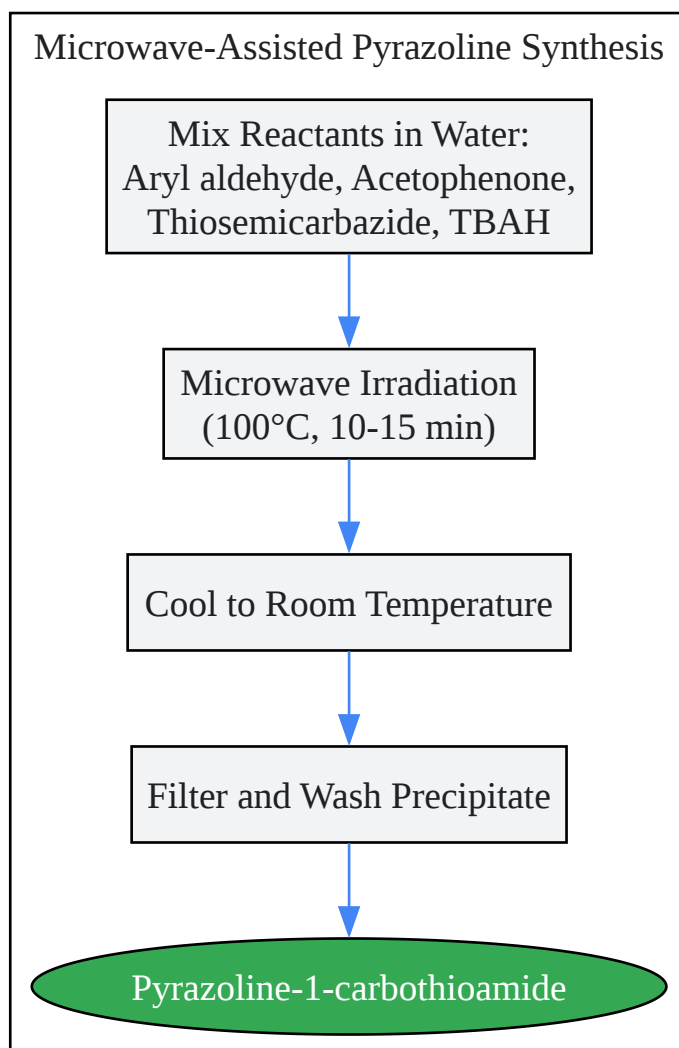 Microwave-Assisted Pyrazoline Synthesis
Mix Reactants in Water:
Aryl aldehyde, Acetophenone,
Thiosemicarbazide, TBAH
Microwave Irradiation
(100°C, 10-15 min)
Cool to Room Temperature
Filter and Wash Precipitate
Pyrazoline-1-carbothioamide